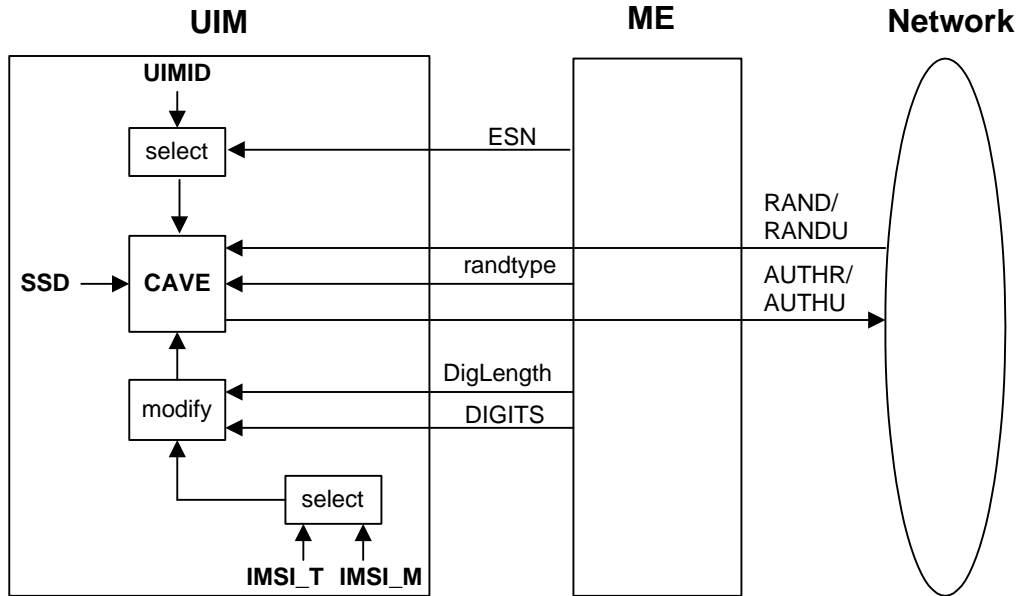 UIM
ME
Network
UIMID
select
ESN
RAND/
RANDU
randtype
SSD
CAVE
AUTHR/
AUTHU
DigLength
modify
DIGITS
select
IMSI_T IMSI_M